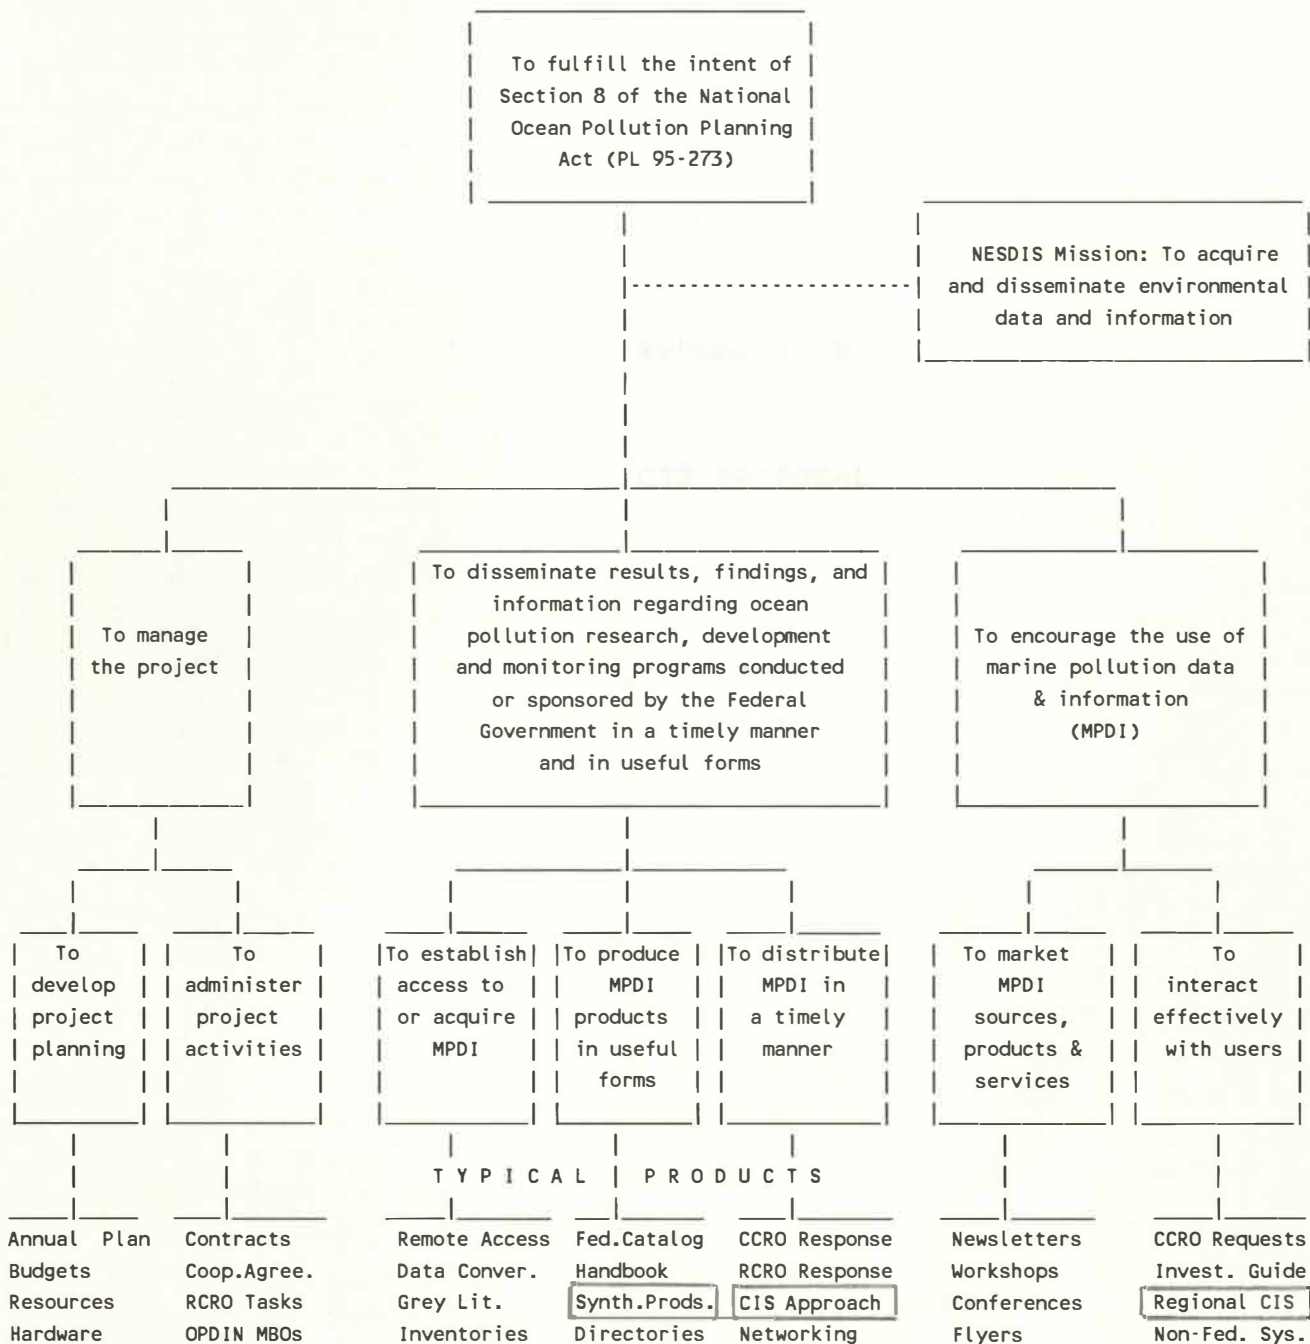 To fulfill the intent of
Section 8 of the National
Ocean Pollution Planning
Act (PL 95-273)
NESDIS Mission: To acquire
and disseminate environmental
data and information
To manage
the project
To disseminate results, findings, and
information regarding ocean
pollution research, development
and monitoring programs conducted
or sponsored by the Federal
Government in a timely manner
and in useful forms
To encourage the use of
marine pollution data
& information
(MPDI)
To
develop
project
planning
To
administer
project
activities
To establish
access to
or acquire
MPDI
To produce
MPDI
products
in useful
forms
To distribute
MPDI in
a timely
manner
To market
MPDI
sources,
products &
services
To
interact
effectively
with users
T Y P I C A L P R O D U C T S
Annual Plan
Budgets
Resources
Hardware
Contracts
Coop.Agree.
RCRO Tasks
OPDIN MBOs
Remote Access
Data Conver.
Grey Lit.
Inventories
Fed.Catalog
Handbook
Synth.Prods.
Directories
CCRO Response
RCRO Response
CIS Approach
Networking
Newsletters
Workshops
Conferences
Flyers
CCRO Requests
Invest. Guide
Regional CIS
Non-Fed. Sys.